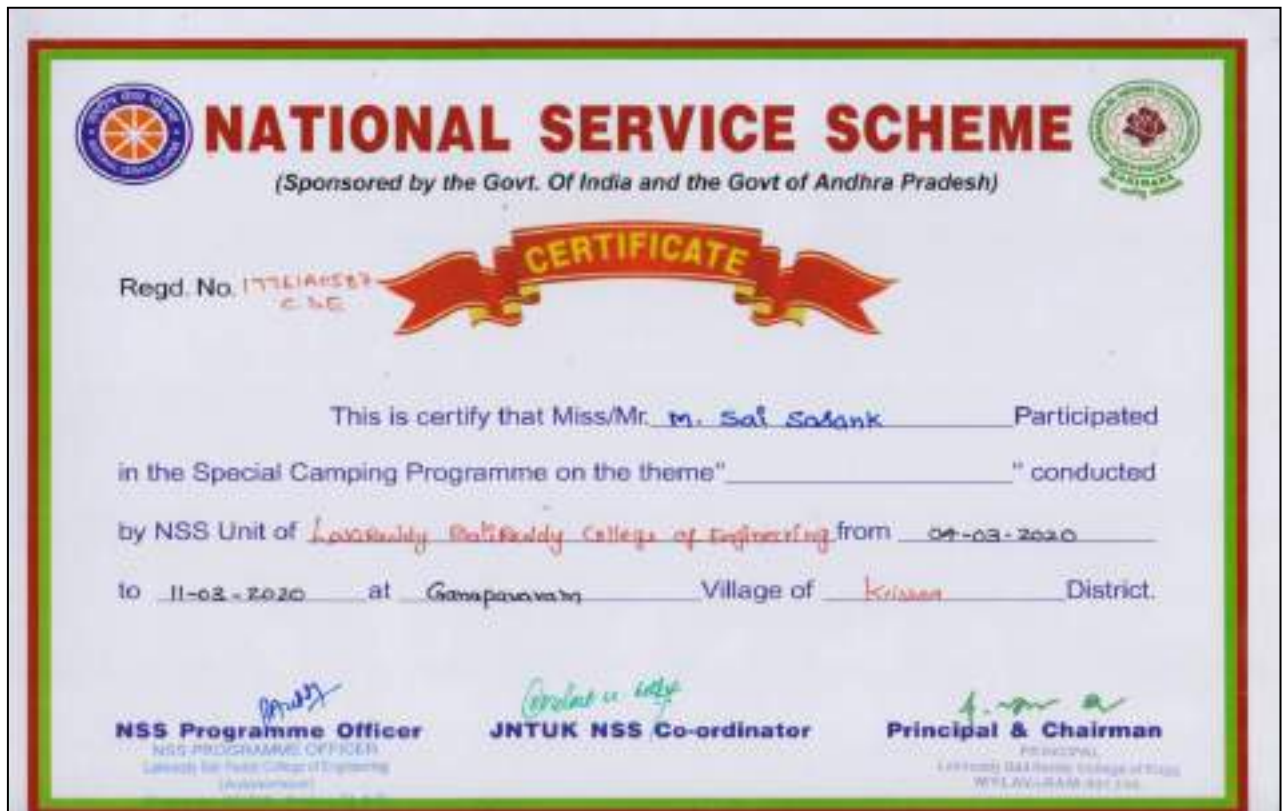 NATIONAL SERVICE SCHEME
(Sponsored by the Govt. Of India and the Govt of Andhra Pradesh)
CERTIFICATE
Regd. No. 17761A0587
CSE
This is certify that Miss/Mr. M. Sai Sasank Participated
in the Special Camping Programme on the theme" " conducted
by NSS Unit of LakiReddy BaliReddy College of Engineering from 04-03-2020
to 11-03-2020 at Ganapavaram Village of Krishna District.
NSS Programme Officer JNTUK NSS Co-ordinator Principal & Chairman
NSS PROGRAMME OFFICER PRINCIPAL